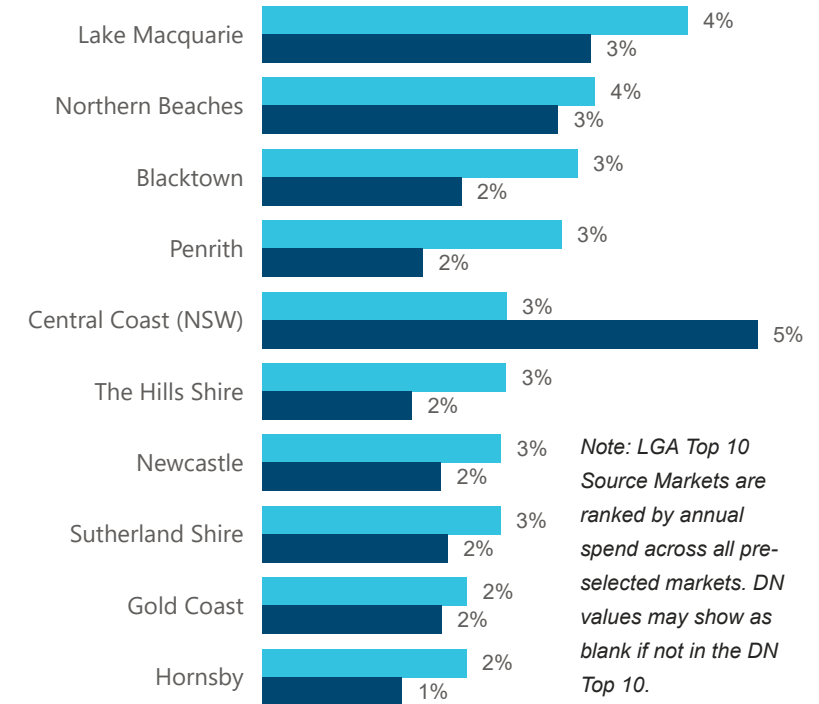 Lake Macquarie
4%
3%
Northern Beaches
4%
3%
Blacktown
3%
2%
Penrith
3%
2%
Central Coast (NSW)
3%
5%
The Hills Shire
3%
2%
Newcastle
3%
2%
Sutherland Shire
3%
2%
Gold Coast
2%
2%
Hornsby
2%
1%
Note: LGA Top 10
Source Markets are
ranked by annual
spend across all pre-
selected markets. DN
values may show as
blank if not in the DN
Top 10.